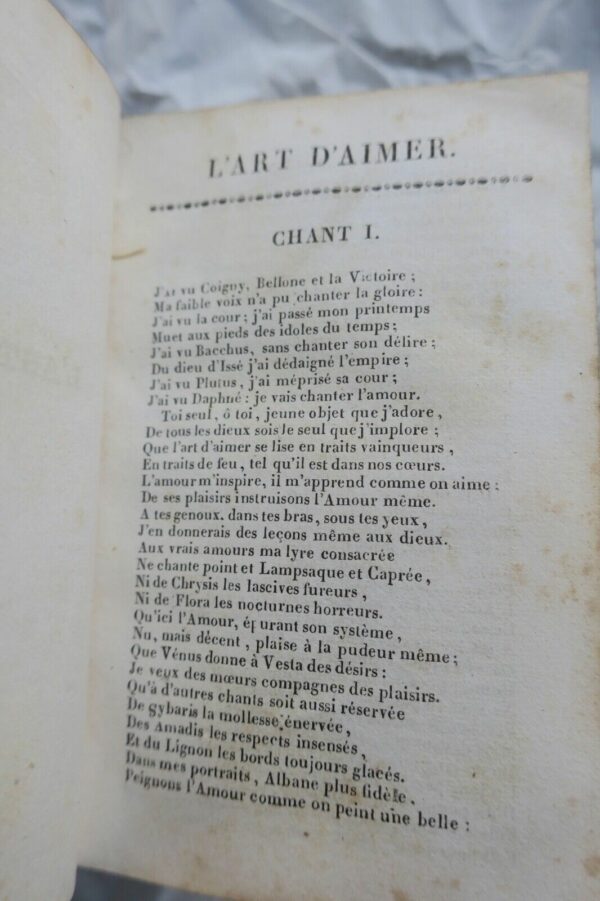 L'ART D'AIMER.
CHANT I.
J'ai vu Coigny, Bellone et la Victoire ;
Ma faible voix n'a pu chanter la gloire :
J'ai vu la cour ; j'ai passé mon printemps
Muet aux pieds des idoles du temps ;
J'ai vu Bacchus, sans chanter son délire ;
Du dieu d'Issé j'ai dédaigné l'empire ;
J'ai vu Plutus, j'ai méprisé sa cour ;
J'ai vu Daphné : je vais chanter l'amour.
Toi seul, ô toi, jeune objet que j'adore,
De tous les dieux sois le seul que j'implore ;
Que l'art d'aimer se lise en traits vainqueurs,
En traits de feu, tel qu'il est dans nos cœurs.
L'amour m'inspire, il m'apprend comme on aime :
De ses plaisirs instruisons l'Amour même.
A tes genoux. dans tes bras, sous tes yeux,
J'en donnerais des leçons même aux dieux.
Aux vrais amours ma lyre consacrée
Ne chante point et Lampsaque et Caprée,
Ni de Chrysis les lascives fureurs,
Ni de Flora les nocturnes horreurs.
Qu'ici l'Amour, épurant son système,
Nu, mais décent, plaise à la pudeur même ;
Que Vénus donne à Vesta des désirs :
Je veux des mœurs compagnes des plaisirs.
Qu'à d'autres chants soit aussi réservée
De gybaris la mollesse énervée,
Des Amadis les respects insensés,
Et du Lignon les bords toujours glacés.
Dans mes portraits, Albane plus fidèle,
Peignons l'Amour comme on peint une belle :